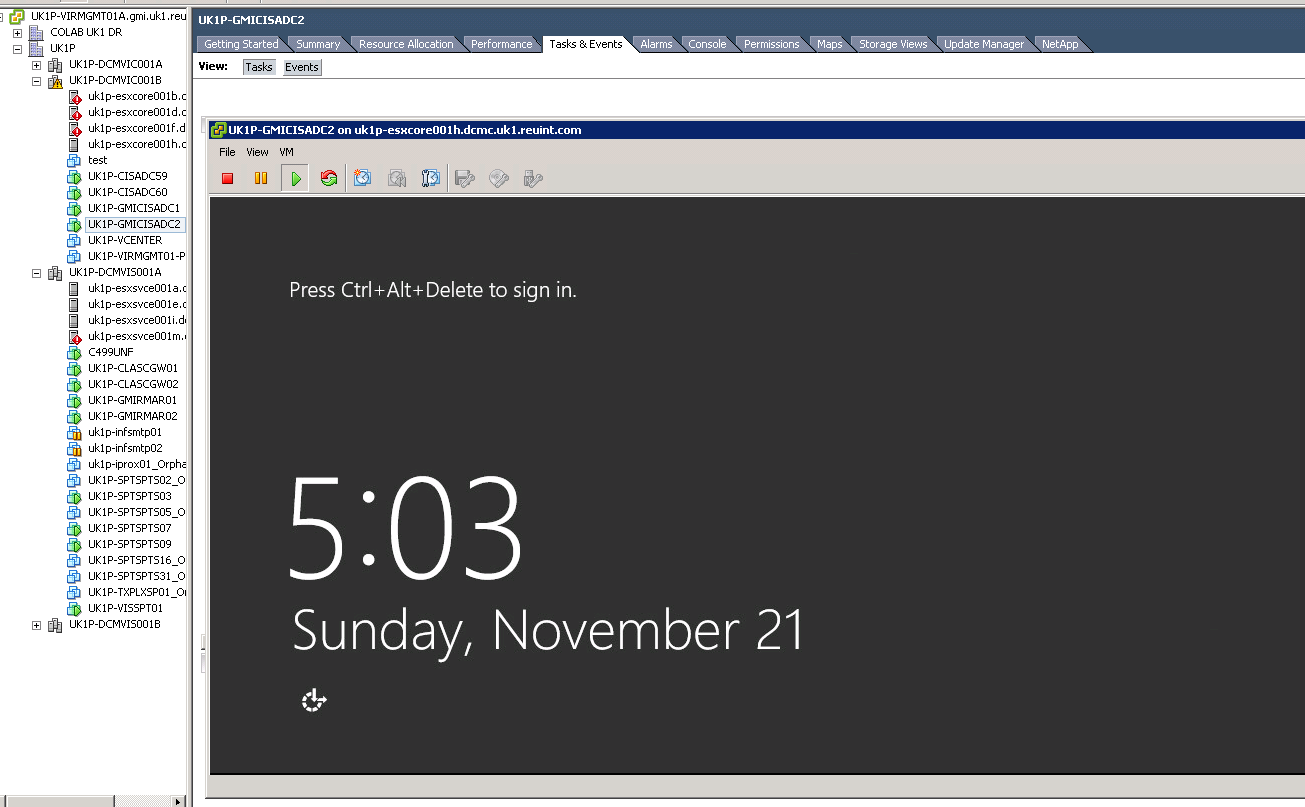 UK1P-VIRMGMT01A.gmi.uk1.reu
COLAB UK1 DR
UK1P
UK1P-DCMVIC001A
UK1P-DCMVIC001B
uk1p-esxcore001b.c
uk1p-esxcore001d.c
uk1p-esxcore001f.d
uk1p-esxcore001h.c
test
UK1P-CISADC59
UK1P-CISADC60
UK1P-GMICISADC1
UK1P-GMICISADC2
UK1P-VCENTER
UK1P-VIRMGMT01-P
UK1P-DCMVIS001A
uk1p-esxsvce001a.c
uk1p-esxsvce001e.c
uk1p-esxsvce001i.d
uk1p-esxsvce001m.
C499UNF
UK1P-CLASCGW01
UK1P-CLASCGW02
UK1P-GMIRMAR01
UK1P-GMIRMAR02
uk1p-infsmtp01
uk1p-infsmtp02
uk1p-iprox01_Orpha
UK1P-SPTSPTS02_O
UK1P-SPTSPTS03
UK1P-SPTSPTS05_O
UK1P-SPTSPTS07
UK1P-SPTSPTS09
UK1P-SPTSPTS16_O
UK1P-SPTSPTS31_O
UK1P-TXPLXSP01_Or
UK1P-VISSPT01
UK1P-DCMVIS001B
UK1P-GMICISADC2
Getting Started Summary Resource Allocation Performance Tasks & Events Alarms Console Permissions Maps Storage Views Update Manager NetApp
View: Tasks Events
UK1P-GMICISADC2 on uk1p-esxcore001h.dcmc.uk1.reuint.com
File View VM
Press Ctrl+Alt+Delete to sign in.
5:03
Sunday, November 21